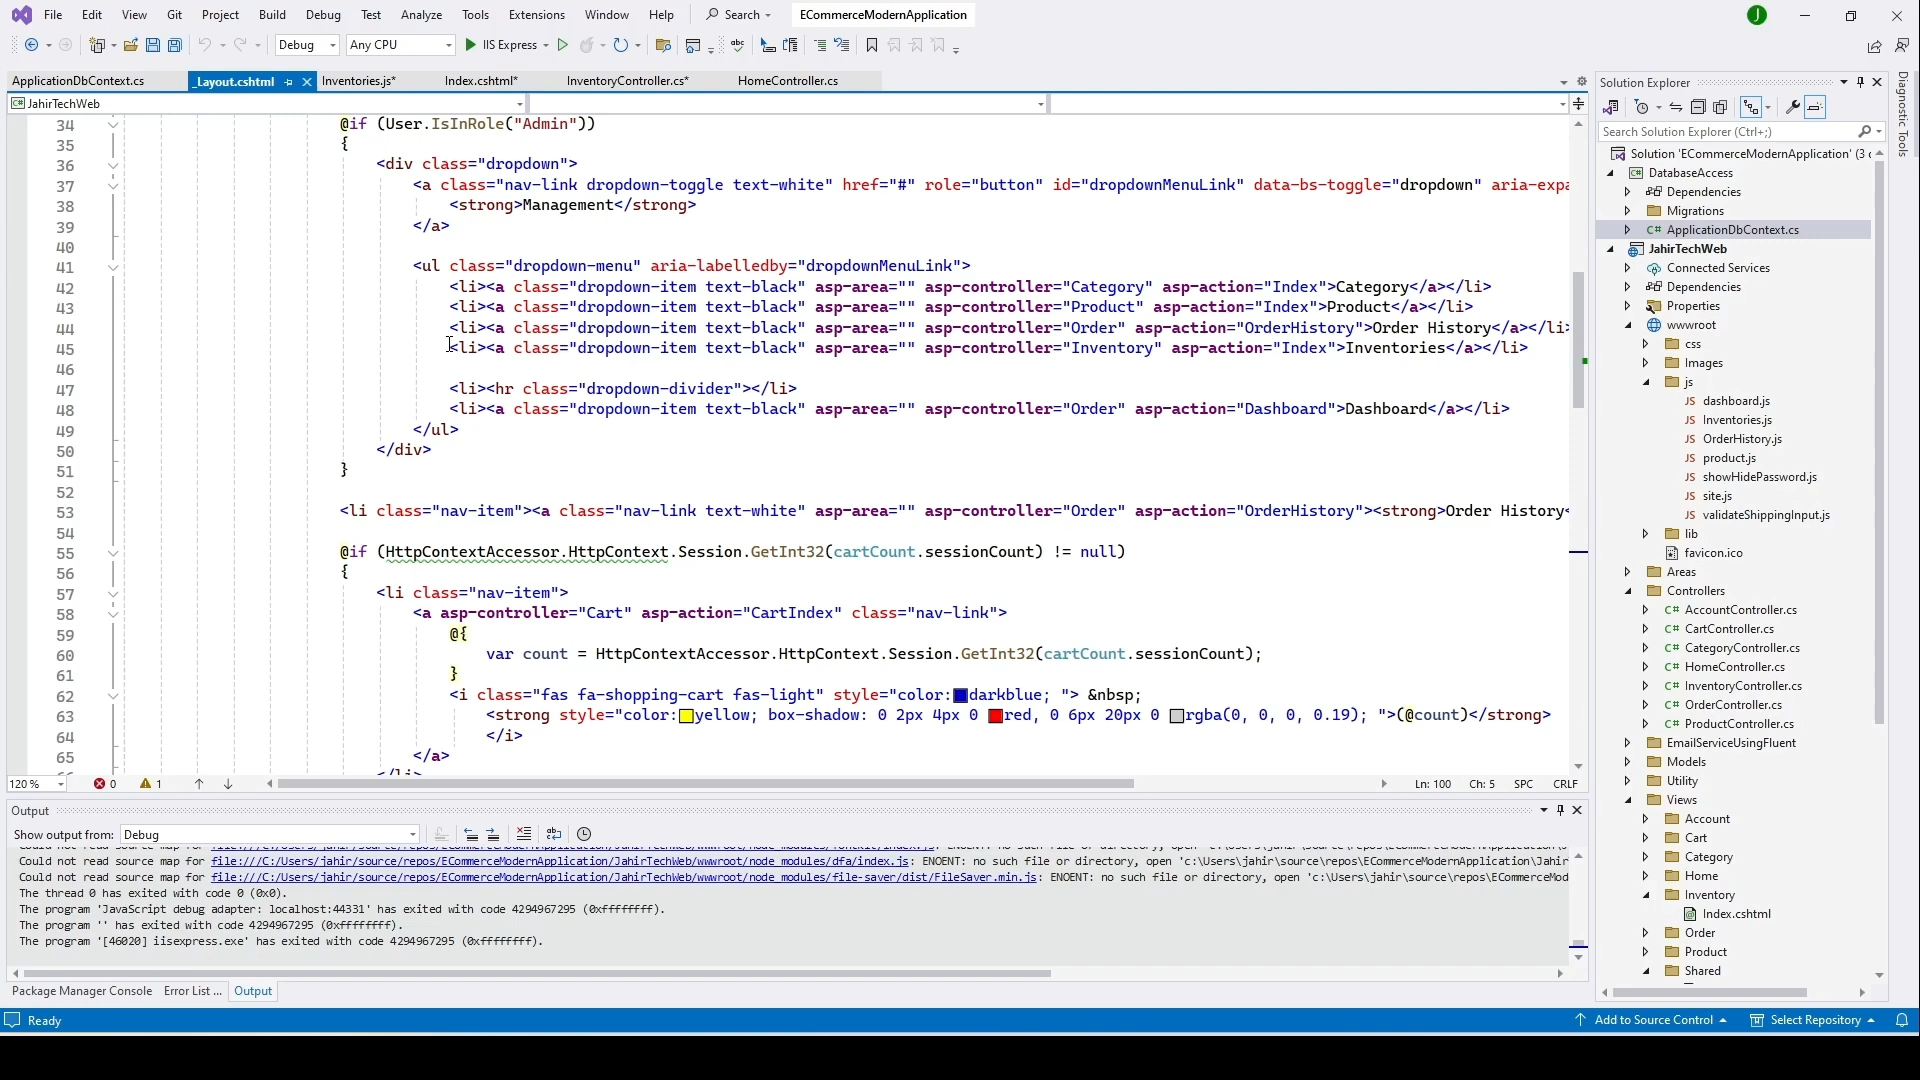 File Edit View Git Project Build Debug Test Analyze Tools Extensions Window Help Search ECommerceModernApplication J
Debug Any CPU IIS Express
ApplicationDbContext.cs _Layout.cshtml Inventories.js* Index.cshtml* InventoryController.cs* HomeController.cs
JahirTechWeb
34 @if (User.IsInRole("Admin"))
35 {
36 <div class="dropdown">
37 <a class="nav-link dropdown-toggle text-white" href="#" role="button" id="dropdownMenuLink" data-bs-toggle="dropdown" aria-expa
38 <strong>Management</strong>
39 </a>
40
41 <ul class="dropdown-menu" aria-labelledby="dropdownMenuLink">
42 <li><a class="dropdown-item text-black" asp-area="" asp-controller="Category" asp-action="Index">Category</a></li>
43 <li><a class="dropdown-item text-black" asp-area="" asp-controller="Product" asp-action="Index">Product</a></li>
44 <li><a class="dropdown-item text-black" asp-area="" asp-controller="Order" asp-action="OrderHistory">Order History</a></li>
45 <li><a class="dropdown-item text-black" asp-area="" asp-controller="Inventory" asp-action="Index">Inventories</a></li>
46
47 <li><hr class="dropdown-divider"></li>
48 <li><a class="dropdown-item text-black" asp-area="" asp-controller="Order" asp-action="Dashboard">Dashboard</a></li>
49 </ul>
50 </div>
51 }
52
53 <li class="nav-item"><a class="nav-link text-white" asp-area="" asp-controller="Order" asp-action="OrderHistory"><strong>Order History<
54
55 @if (HttpContextAccessor.HttpContext.Session.GetInt32(cartCount.sessionCount) != null)
56 {
57 <li class="nav-item">
58 <a asp-controller="Cart" asp-action="CartIndex" class="nav-link">
59 @{
60 var count = HttpContextAccessor.HttpContext.Session.GetInt32(cartCount.sessionCount);
61 }
62 <i class="fas fa-shopping-cart fas-light" style="color:darkblue; "> &nbsp;
63 <strong style="color:yellow; box-shadow: 0 2px 4px 0 red, 0 6px 20px 0 rgba(0, 0, 0, 0.19); ">(@count)</strong>
64 </i>
65 </a>
120 % 0 1 Ln: 100 Ch: 5 SPC CRLF
Output
Show output from: Debug
Could not read source map for file:///C:/Users/jahir/source/repos/ECommerceModernApplication/JahirTechWeb/wwwroot/node_modules/dfa/index.js: ENOENT: no such file or directory, open 'c:\Users\jahir\source\repos\ECommerceModernApplication\Jahir
Could not read source map for file:///C:/Users/jahir/source/repos/ECommerceModernApplication/JahirTechWeb/wwwroot/node_modules/file-saver/dist/FileSaver.min.js: ENOENT: no such file or directory, open 'c:\Users\jahir\source\repos\ECommerceMod
The thread 0 has exited with code 0 (0x0).
The program 'JavaScript debug adapter: localhost:44331' has exited with code 4294967295 (0xffffffff).
The program '' has exited with code 4294967295 (0xffffffff).
The program '[46020] iisexpress.exe' has exited with code 4294967295 (0xffffffff).
Package Manager Console Error List ... Output
Ready Add to Source Control Select Repository
Solution Explorer
Search Solution Explorer (Ctrl+;)
Solution 'ECommerceModernApplication' (3
DatabaseAccess
Dependencies
Migrations
C# ApplicationDbContext.cs
JahirTechWeb
Connected Services
Dependencies
Properties
wwwroot
css
Images
js
JS dashboard.js
JS Inventories.js
JS OrderHistory.js
JS product.js
JS showHidePassword.js
JS site.js
JS validateShippingInput.js
lib
favicon.ico
Areas
Controllers
C# AccountController.cs
C# CartController.cs
C# CategoryController.cs
C# HomeController.cs
C# InventoryController.cs
C# OrderController.cs
C# ProductController.cs
EmailServiceUsingFluent
Models
Utility
Views
Account
Cart
Category
Home
Inventory
Index.cshtml
Order
Product
Shared
Diagnostic Tools